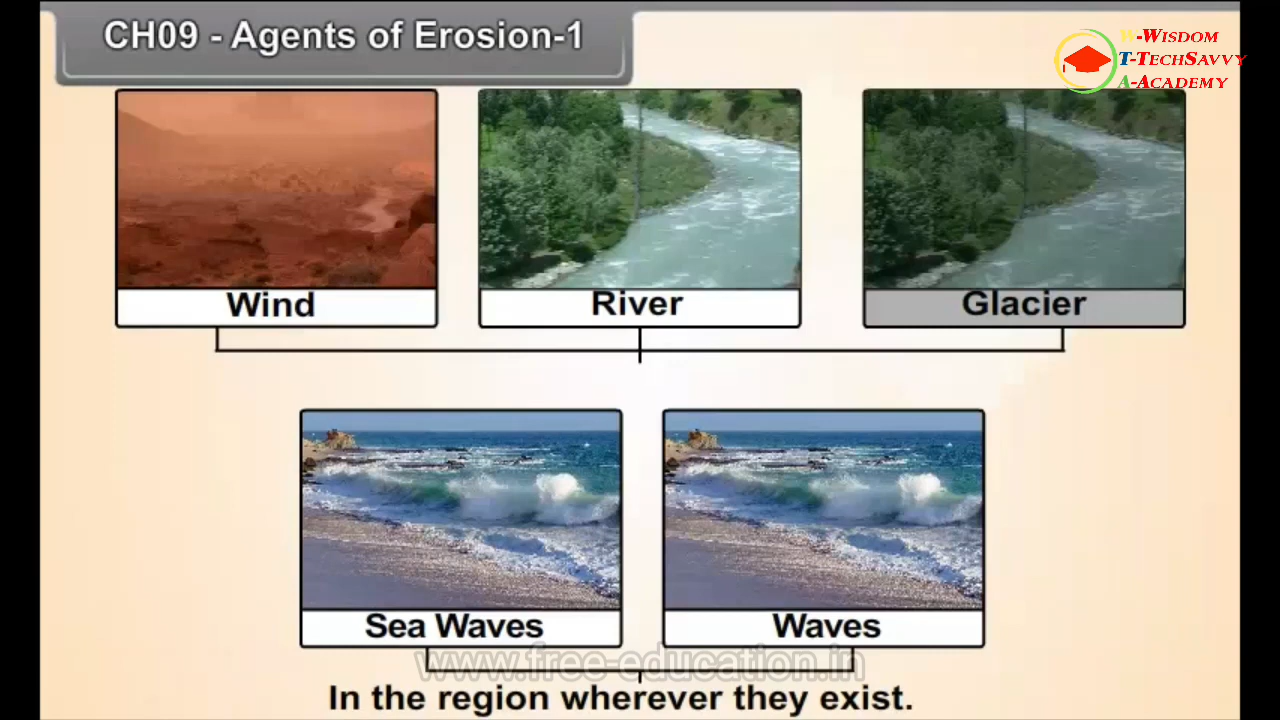 CH09 - Agents of Erosion-1
W-Wisdom
T-TechSavvy
A-Academy
Wind
River
Glacier
Sea Waves
Waves
www.free-education.in
In the region wherever they exist.